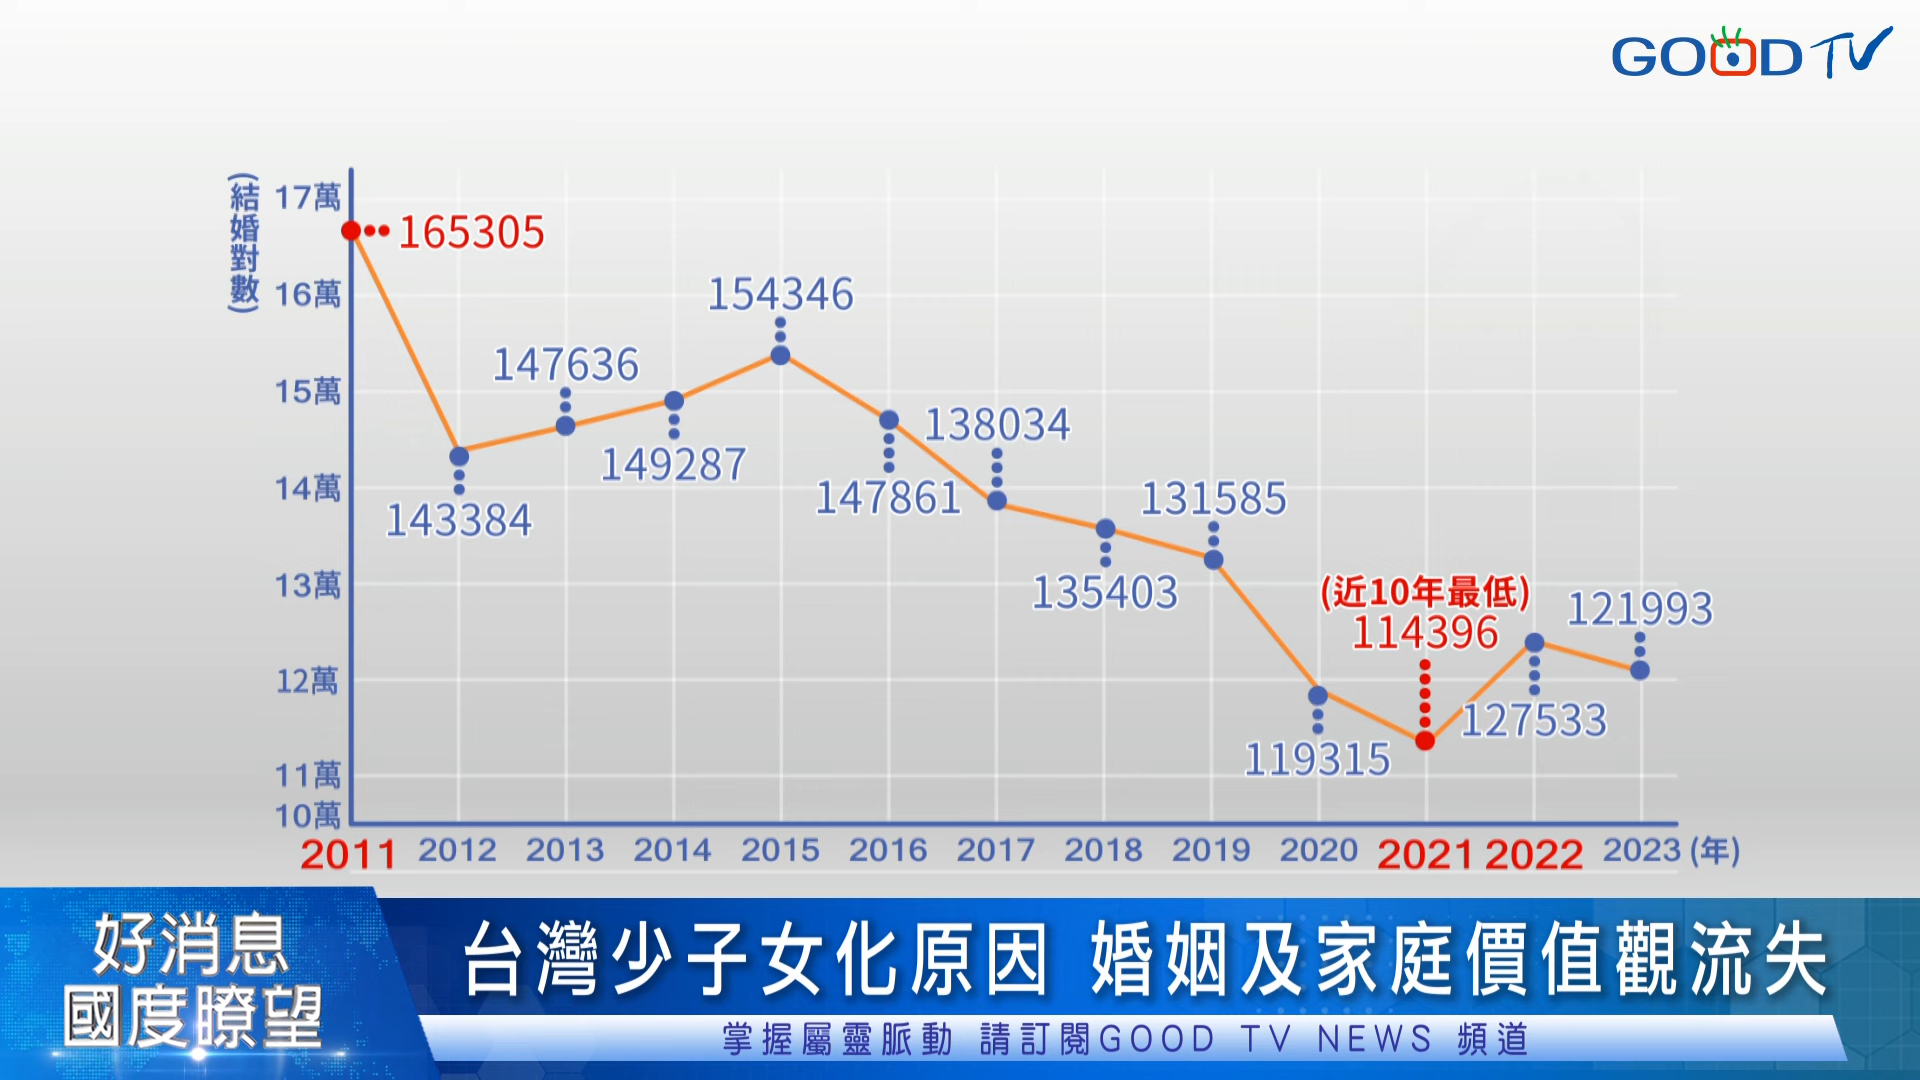 GOOD TV
(結婚對數)
17萬
16萬
15萬
14萬
13萬
12萬
11萬
10萬
165305
143384
147636
149287
154346
147861
138034
135403
131585
119315
(近10年最低)
114396
127533
121993
2011 2012 2013 2014 2015 2016 2017 2018 2019 2020 2021 2022 2023 (年)
好消息
國度瞭望
台灣少子女化原因 婚姻及家庭價值觀流失
掌握屬靈脈動 請訂閱GOOD TV NEWS 頻道